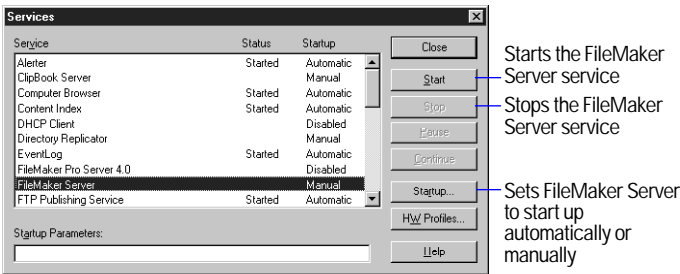 Services
Service Status Startup
Alerter Started Automatic
ClipBook Server Manual
Computer Browser Started Automatic
Content Index Started Automatic
DHCP Client Disabled
Directory Replicator Manual
EventLog Started Automatic
FileMaker Pro Server 4.0 Disabled
FileMaker Server Manual
FTP Publishing Service Started Automatic
Startup Parameters:
Close
Start
Stop
Pause
Continue
Startup...
HW Profiles...
Help
Starts the FileMaker
Server service
Stops the FileMaker
Server service
Sets FileMaker Server
to start up
automatically or
manually